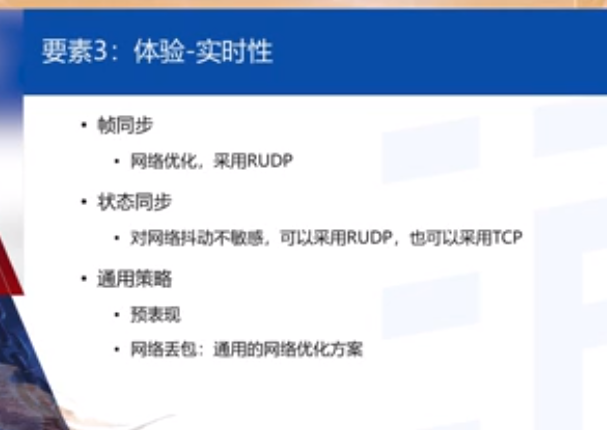 要素3：体验-实时性
• 帧同步
• 网络优化，采用RUDP
• 状态同步
• 对网络抖动不敏感，可以采用RUDP，也可以采用TCP
• 通用策略
• 预表现
• 网络丢包：通用的网络优化方案